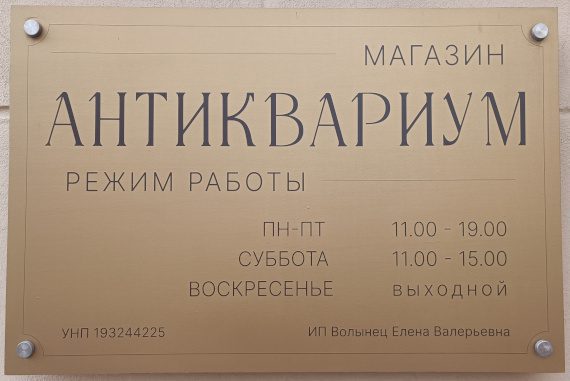 МАГАЗИН
АНТИКВАРИУМ
РЕЖИМ РАБОТЫ
ПН-ПТ 11.00 - 19.00
СУББОТА 11.00 - 15.00
ВОСКРЕСЕНЬЕ выходной
УНП 193244225 ИП Волынец Елена Валерьевна